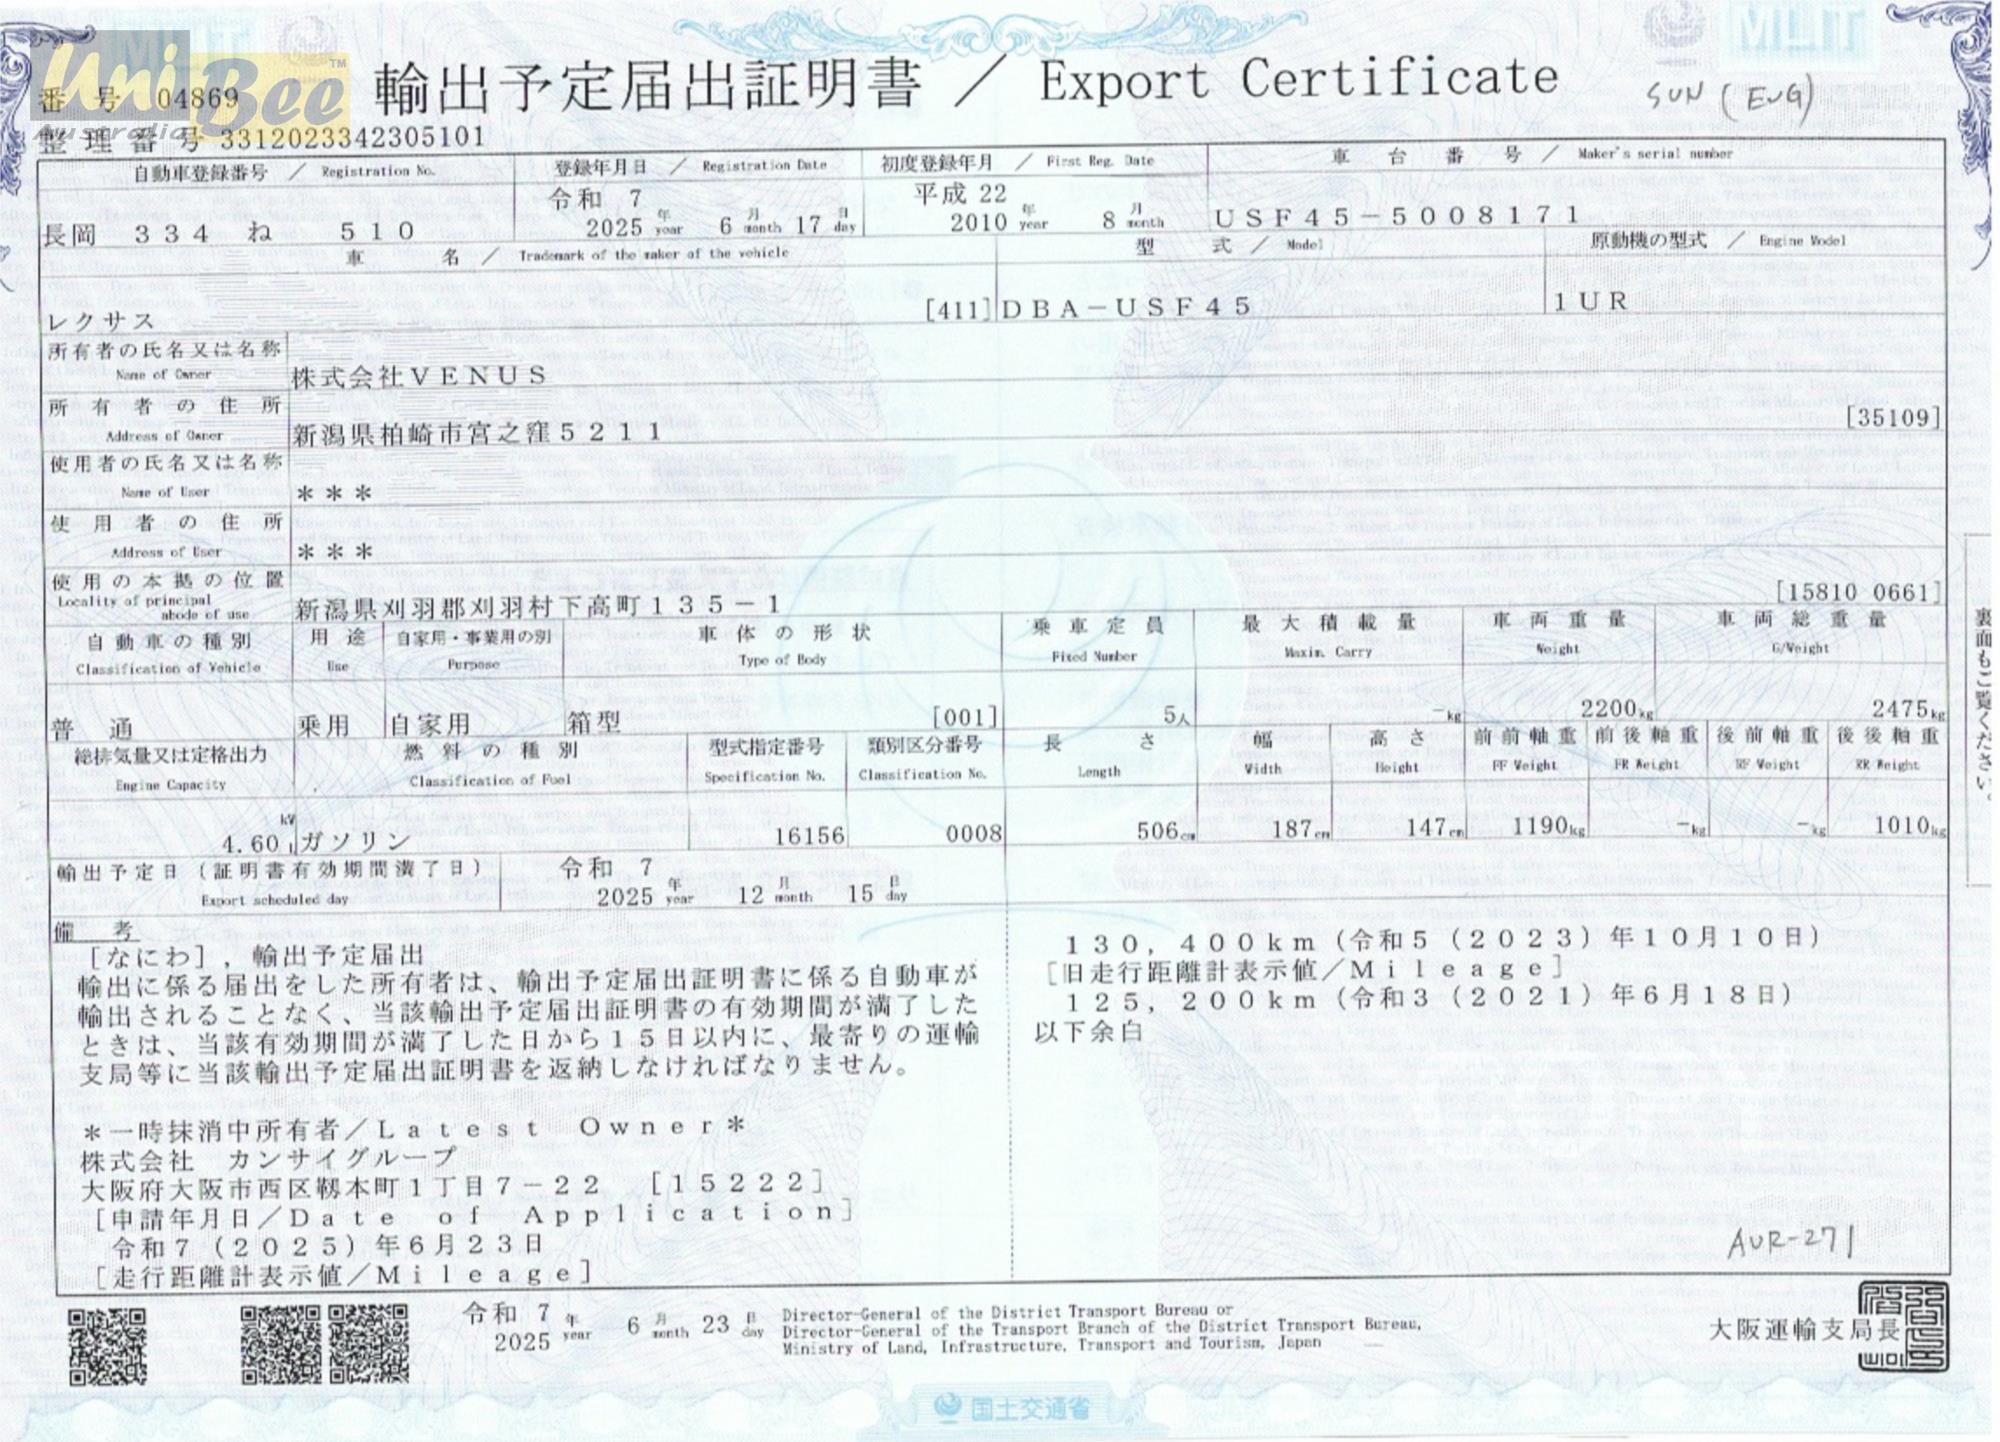 MLIT
MLIT
UniBee™
Australia
輸出予定届出証明書 ／ Export Certificate
SUN (EUG)
番 号 04869
整理番号 3312023342305101
自動車登録番号 ／ Registration No.
登録年月日 ／ Registration Date
初度登録年月 ／ First Reg. Date
車 台 番 号 ／ Maker's serial number
長岡 334 ね 510
令和 7
2025 年 year 6 月 month 17 日 day
平成 22
2010 年 year 8 月 month
USF45-5008171
車 名 ／ Trademark of the maker of the vehicle
型 式 ／ Model
原動機の型式 ／ Engine Model
レクサス [411]
DBA-USF45
1UR
所有者の氏名又は名称
Name of Owner
株式会社VENUS
所有者の住所
Address of Owner
新潟県柏崎市宮之窪5211
[35109]
使用者の氏名又は名称
Name of User
＊＊＊
使用者の住所
Address of User
＊＊＊
使用の本拠の位置
Locality of principal
abode of use
新潟県刈羽郡刈羽村下高町135-1
[15810 0661]
自動車の種別
Classification of Vehicle
用途
Use
自家用・事業用の別
Purpose
車体の形状
Type of Body
乗車定員
Fixed Number
最大積載量
Maxim. Carry
車両重量
Weight
車両総重量
G/Weight
普 通
乗用
自家用
箱型 [001]
5人
-kg
2200kg
2475kg
総排気量又は定格出力
Engine Capacity
燃料の種別
Classification of Fuel
型式指定番号
Specification No.
類別区分番号
Classification No.
長 さ
Length
幅
Width
高さ
Height
前前軸重
FF Weight
前後軸重
FR Weight
後前軸重
RF Weight
後後軸重
RR Weight
kW
4.60 L
ガソリン
16156
0008
506cm
187cm
147cm
1190kg
-kg
-kg
1010kg
輸出予定日（証明書有効期間満了日）
Export scheduled day
令和 7
2025 年 year 12 月 month 15 日 day
備 考
[なにわ]，輸出予定届出
輸出に係る届出をした所有者は、輸出予定届出証明書に係る自動車が
輸出されることなく、当該輸出予定届出証明書の有効期間が満了した
ときは、当該有効期間が満了した日から１５日以内に、最寄りの運輸
支局等に当該輸出予定届出証明書を返納しなければなりません。
＊一時抹消中所有者／Latest Owner＊
株式会社 カンサイグループ
大阪府大阪市西区靱本町１丁目７－２２ [15222]
[申請年月日／Date of Application]
令和7（2025）年6月23日
[走行距離計表示値／Mileage]
130，400km（令和5（2023）年10月10日）
[旧走行距離計表示値／Mileage]
125，200km（令和3（2021）年6月18日）
以下余白
AUR-271
裏面もご覧ください。
令和 7
2025 年 year 6 月 month 23 日 day
Director-General of the District Transport Bureau or
Director-General of the Transport Branch of the District Transport Bureau,
Ministry of Land, Infrastructure, Transport and Tourism, Japan
大阪運輸支局長
国土交通省